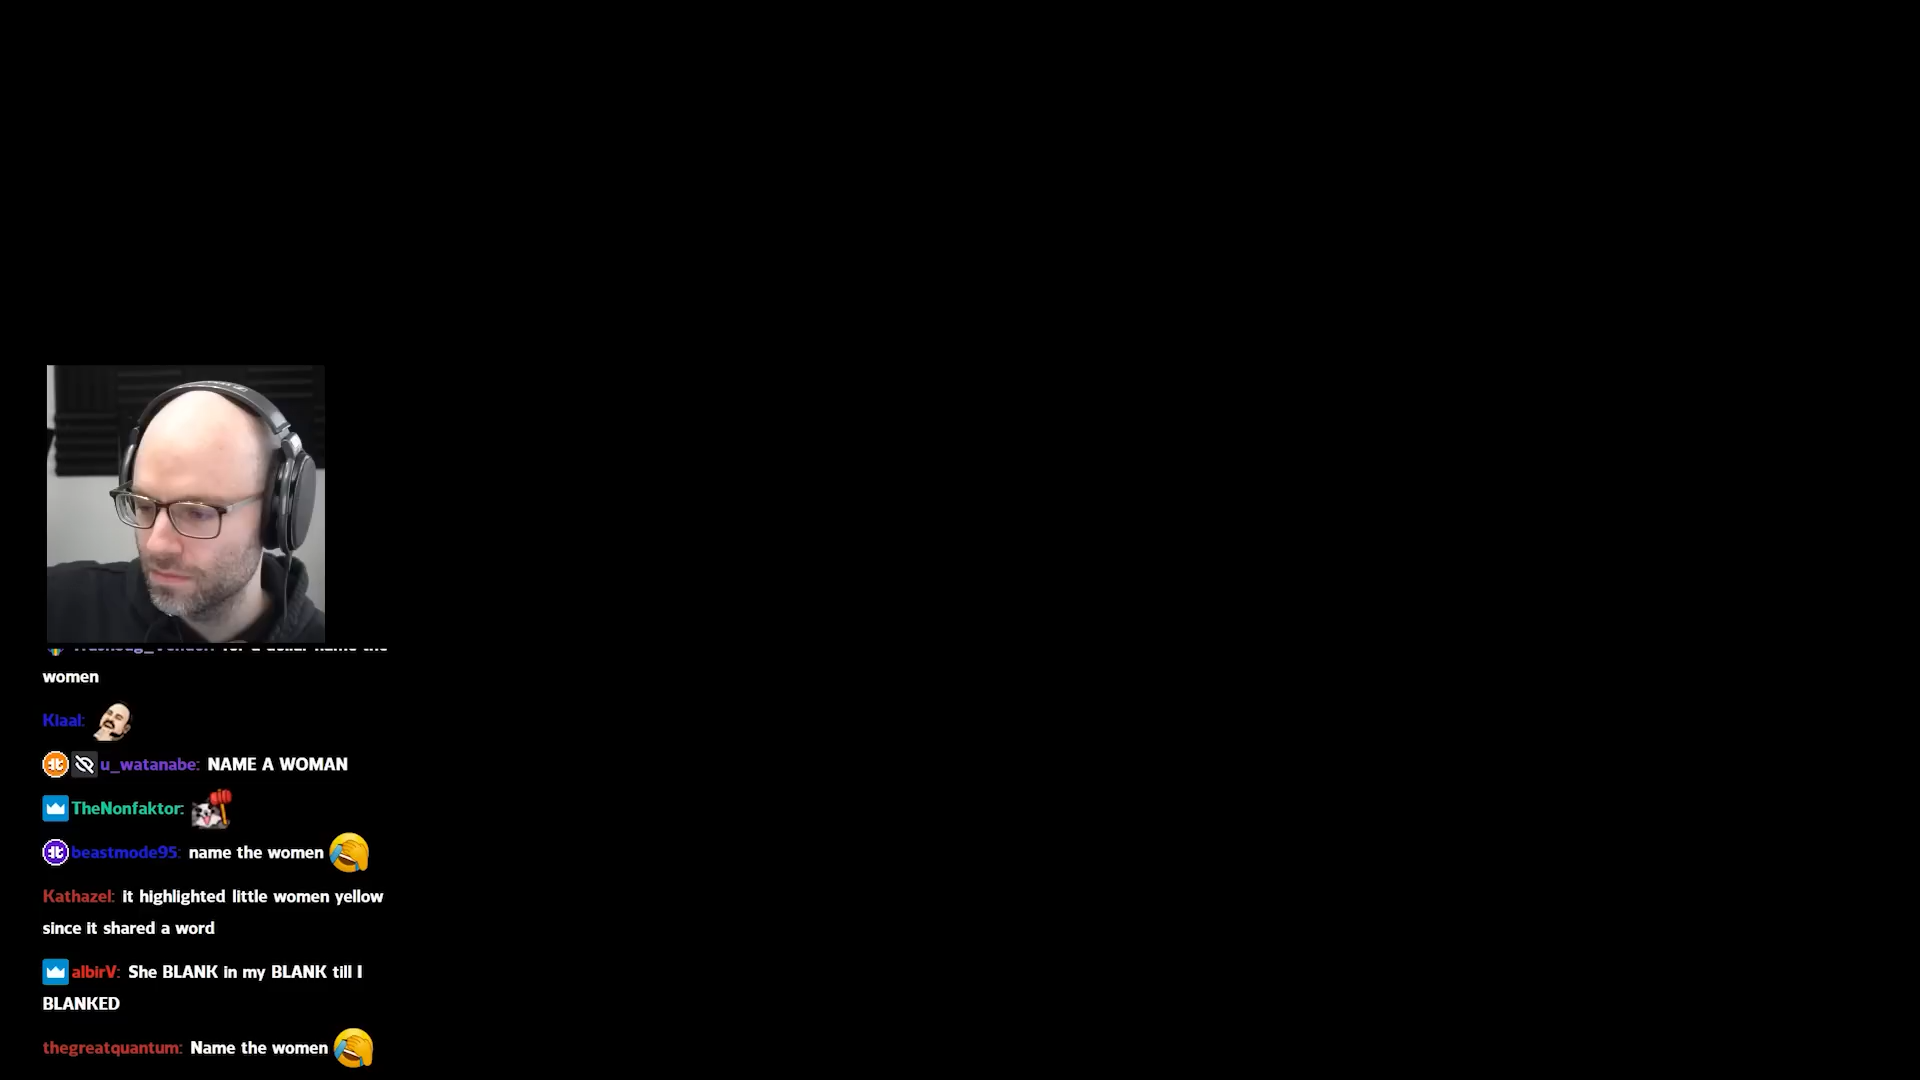 women
Klaal:
u_watanabe: NAME A WOMAN
TheNonfaktor:
beastmode95: name the women
Kathazel: it highlighted little women yellow
since it shared a word
albirV: She BLANK in my BLANK till I
BLANKED
thegreatquantum: Name the women